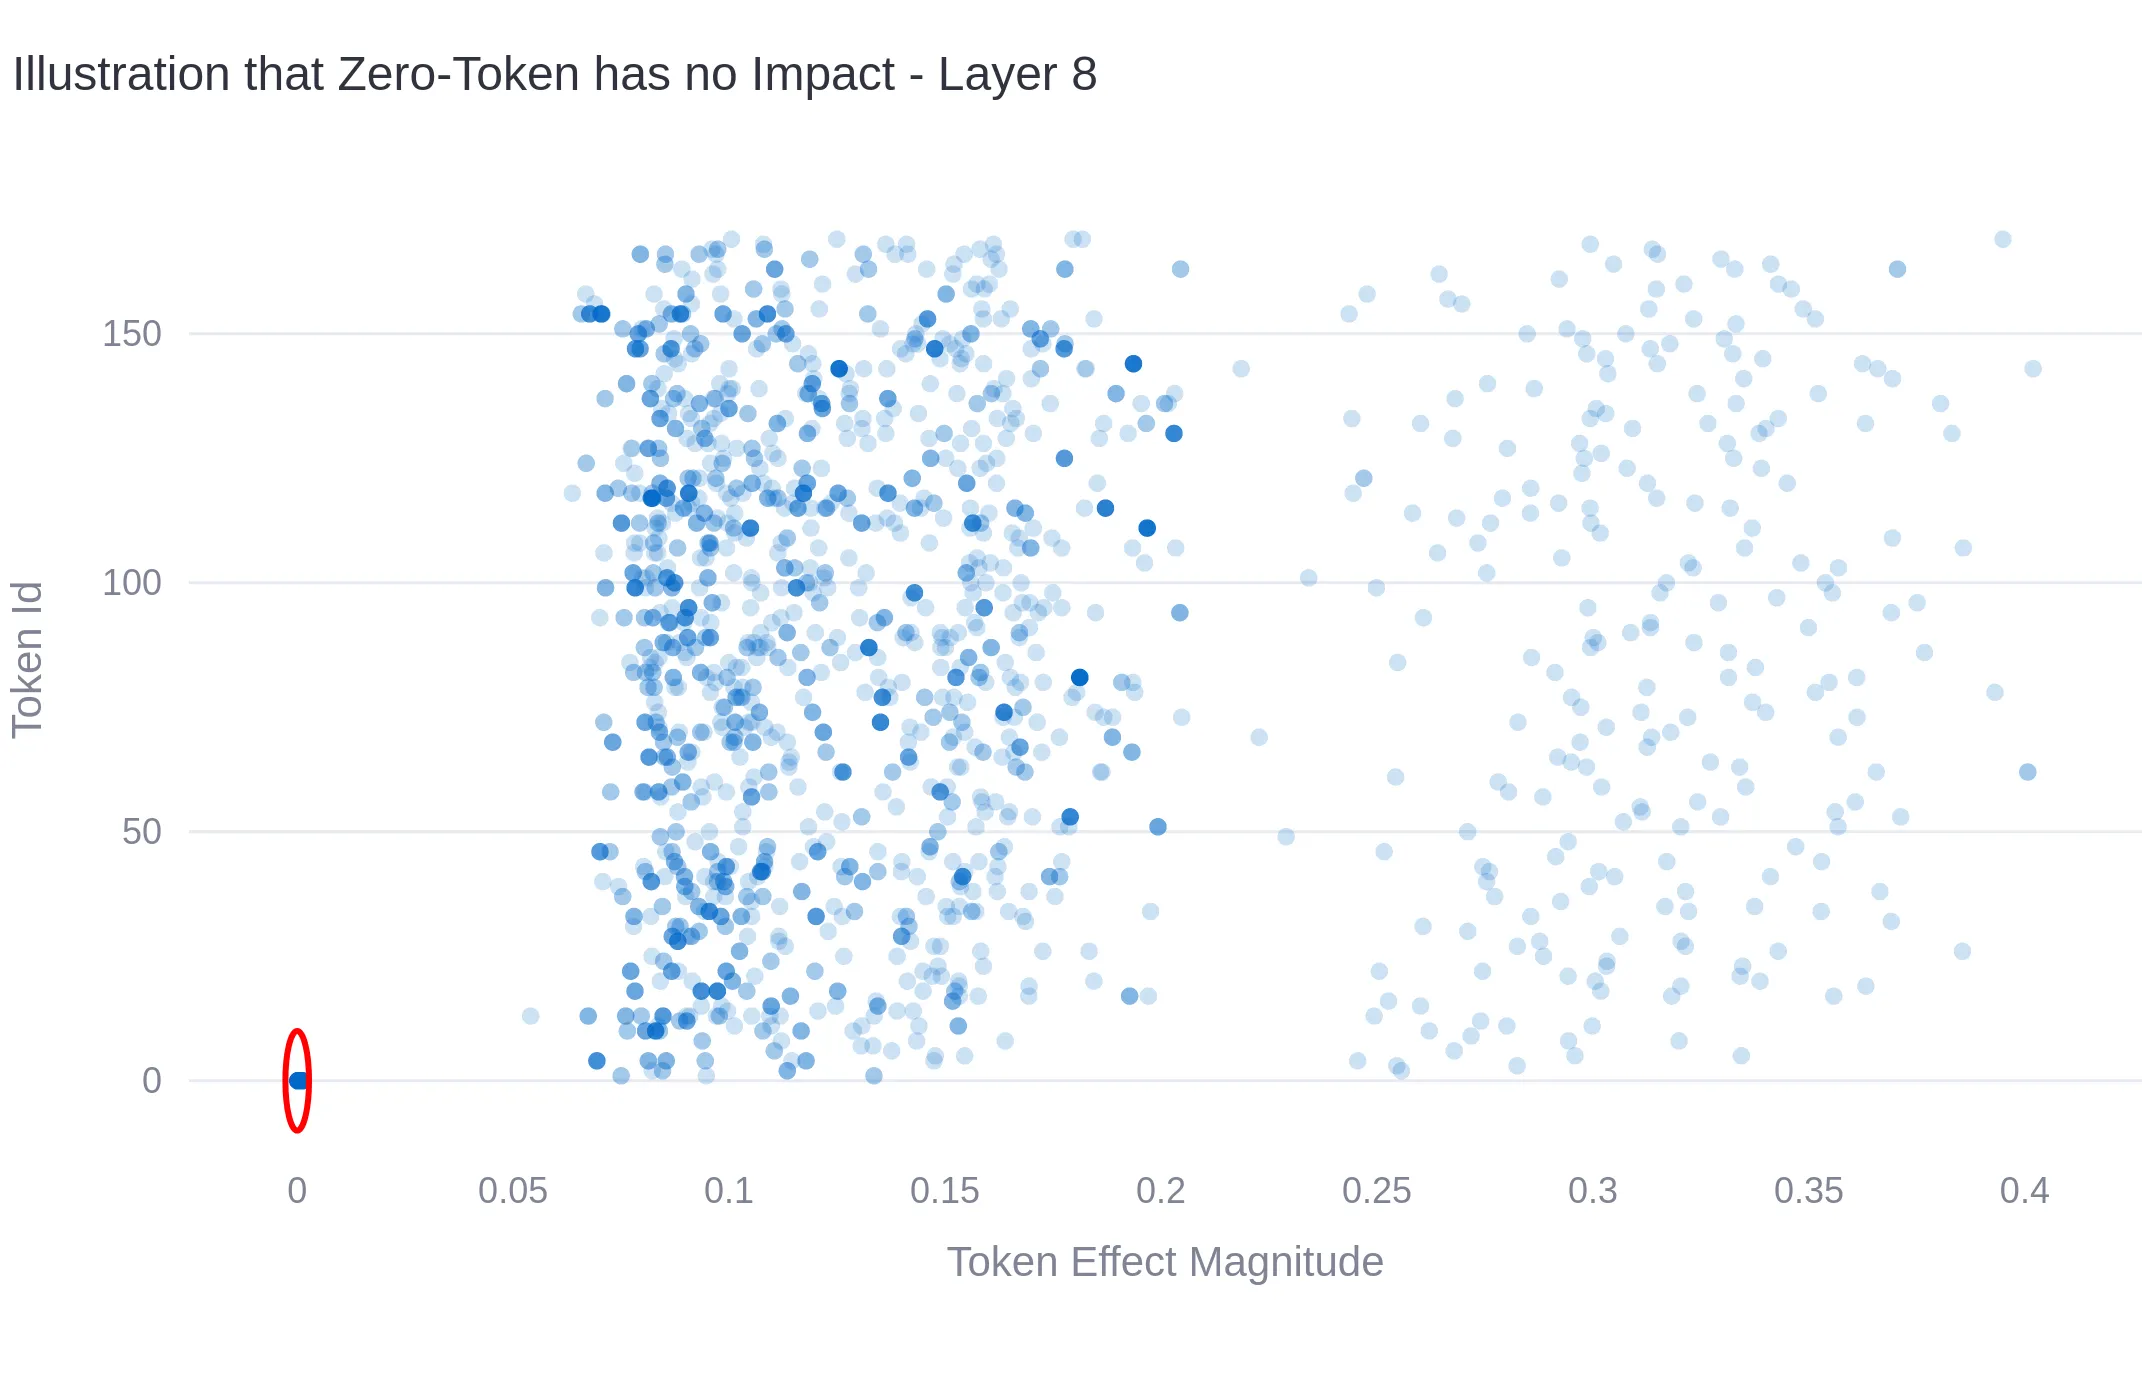 Illustration that Zero-Token has no Impact - Layer 8
150
100
50
0
Token Id
0 0.05 0.1 0.15 0.2 0.25 0.3 0.35 0.4
Token Effect Magnitude